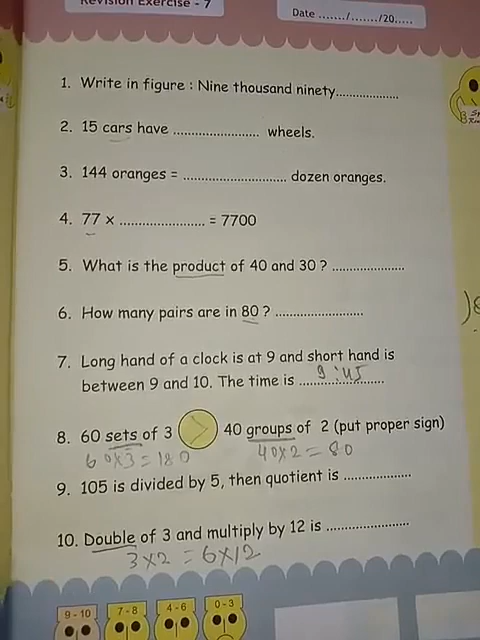 Revision Exercise - 7
Date ......./......./20.....
1. Write in figure : Nine thousand ninety...................
2. 15 cars have ........................ wheels.
3. 144 oranges = ............................ dozen oranges.
4. 77 × ....................... = 7700
5. What is the product of 40 and 30 ? ....................
6. How many pairs are in 80 ? ........................
7. Long hand of a clock is at 9 and short hand is
between 9 and 10. The time is ....................... 9:45
8. 60 sets of 3 > 40 groups of 2 (put proper sign)
60×3=180 40×2=80
9. 105 is divided by 5, then quotient is ..................
10. Double of 3 and multiply by 12 is ......................
3×2 = 6×12
9 - 10 7 - 8 4 - 6 0 - 3